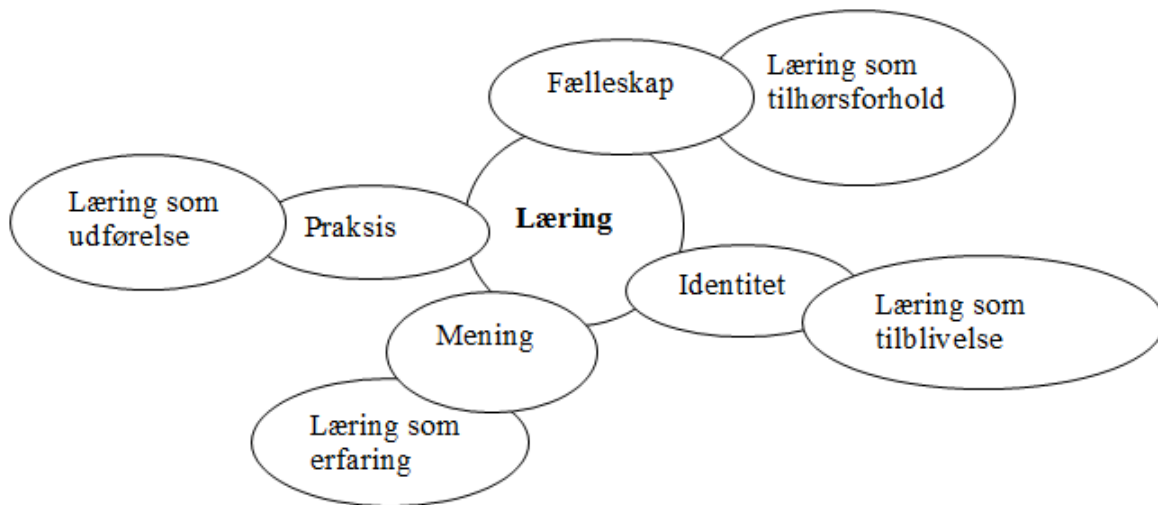 Fælleskap
Læring som
tilhørsforhold
Læring som
udførelse
Praksis
Læring
Identitet
Læring som
tilblivelse
Mening
Læring som
erfaring